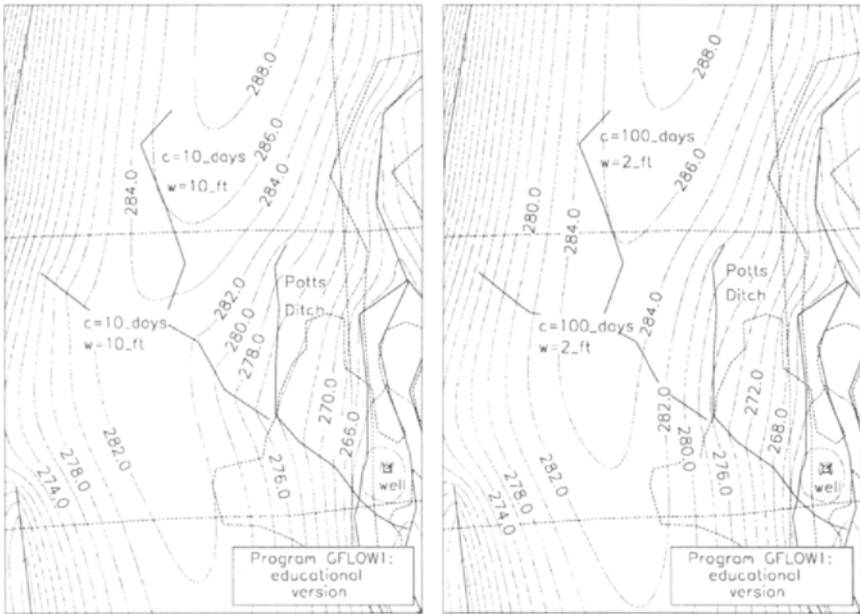 288.0
c=10_days
w=10_ft
286.0
284.0
284.0
Potts
Ditch
282.0
280.0
278.0
c=10_days
w=10_ft
270.0
266.0
282.0
278.0
274.0
276.0
well
Program GFLOW1:
educational
version
288.0
c=100_days
w=2_ft
286.0
280.0
284.0
Potts
Ditch
284.0
c=100_days
w=2_ft
272.0
268.0
282.0
280.0
282.0
278.0
274.0
276.0
well
Program GFLOW1:
educational
version